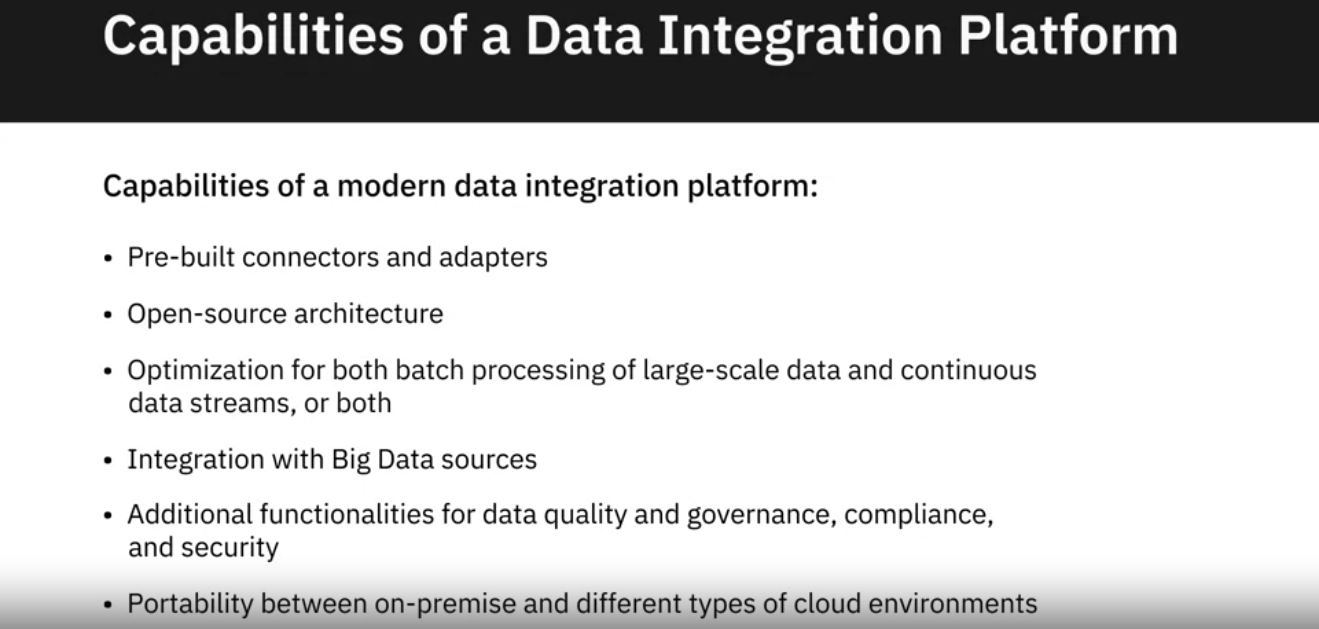 Capabilities of a Data Integration Platform
Capabilities of a modern data integration platform:
• Pre-built connectors and adapters
• Open-source architecture
• Optimization for both batch processing of large-scale data and continuous
data streams, or both
• Integration with Big Data sources
• Additional functionalities for data quality and governance, compliance,
and security
• Portability between on-premise and different types of cloud environments